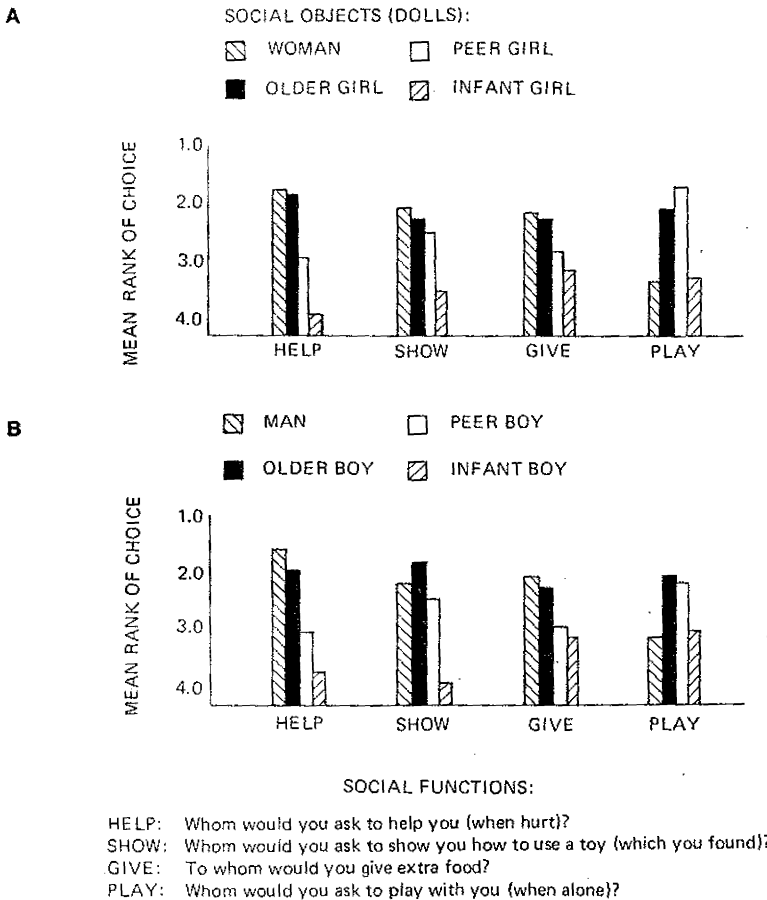 A
SOCIAL OBJECTS (DOLLS):
WOMAN PEER GIRL
OLDER GIRL INFANT GIRL
MEAN RANK OF CHOICE
1.0
2.0
3.0
4.0
HELP SHOW GIVE PLAY
B
MAN PEER BOY
OLDER BOY INFANT BOY
MEAN RANK OF CHOICE
1.0
2.0
3.0
4.0
HELP SHOW GIVE PLAY
SOCIAL FUNCTIONS:
HELP: Whom would you ask to help you (when hurt)?
SHOW: Whom would you ask to show you how to use a toy (which you found)?
GIVE: To whom would you give extra food?
PLAY: Whom would you ask to play with you (when alone)?